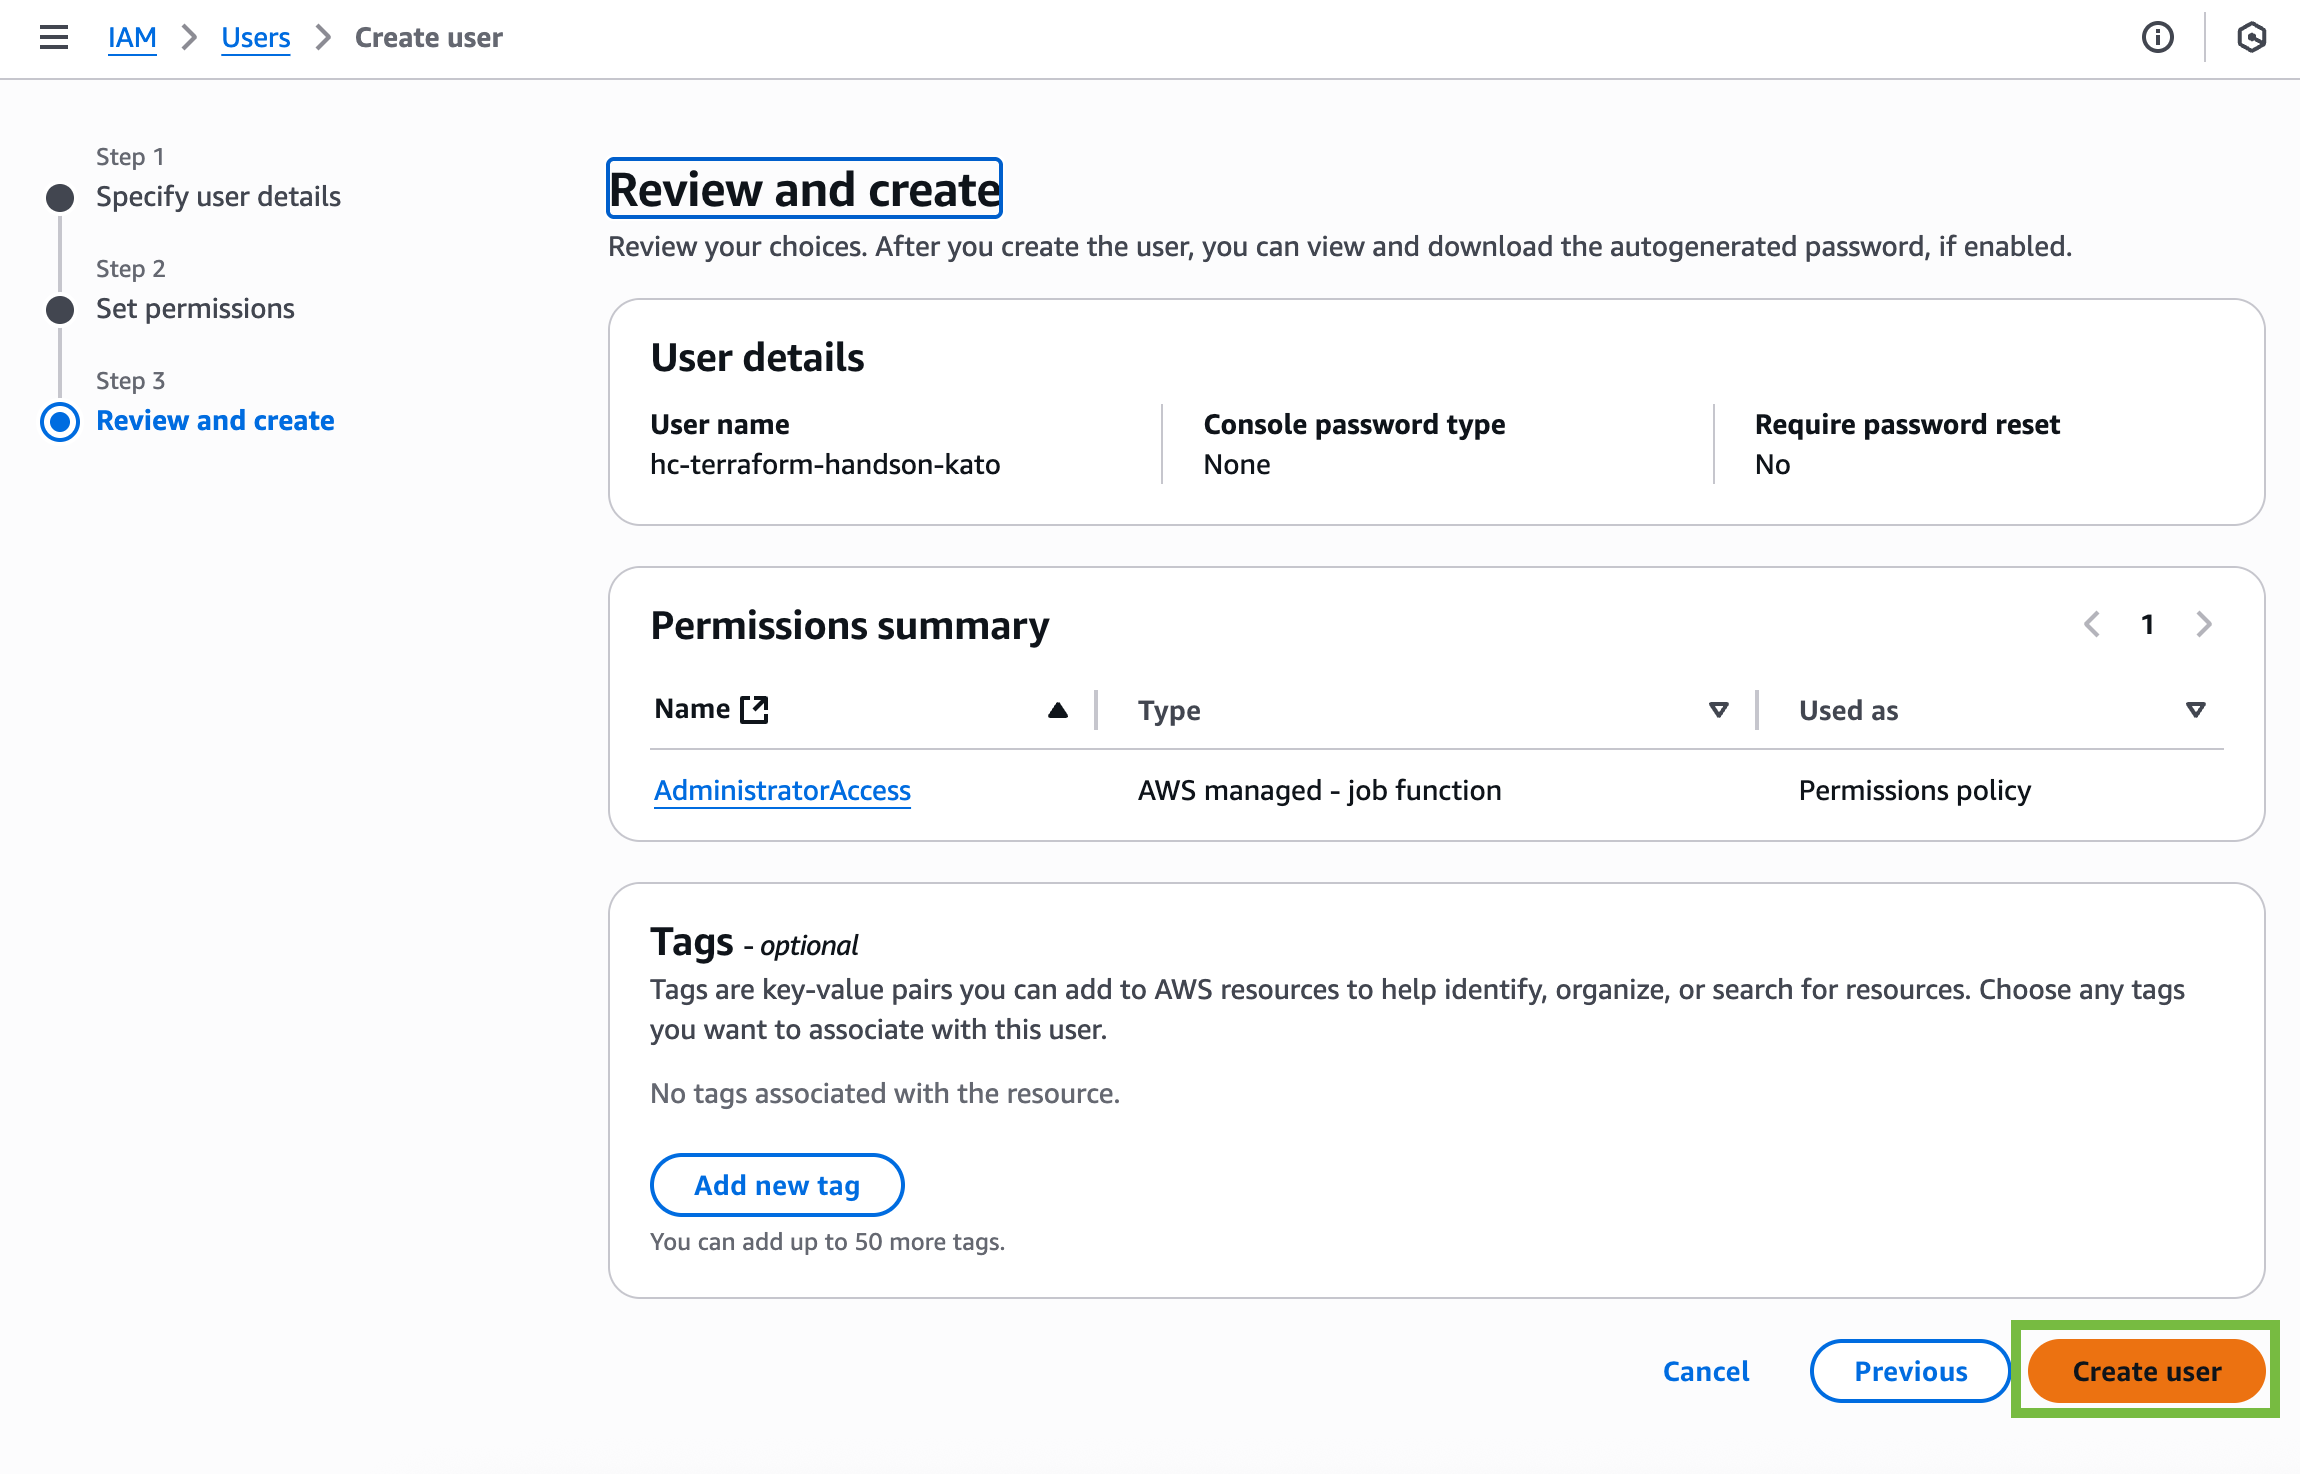 IAM > Users > Create user
Step 1
Specify user details
Step 2
Set permissions
Step 3
Review and create
Review and create
Review your choices. After you create the user, you can view and download the autogenerated password, if enabled.
User details
User name
hc-terraform-handson-kato
Console password type
None
Require password reset
No
Permissions summary
1
Name
Type
Used as
AdministratorAccess
AWS managed - job function
Permissions policy
Tags - optional
Tags are key-value pairs you can add to AWS resources to help identify, organize, or search for resources. Choose any tags
you want to associate with this user.
No tags associated with the resource.
Add new tag
You can add up to 50 more tags.
Cancel
Previous
Create user